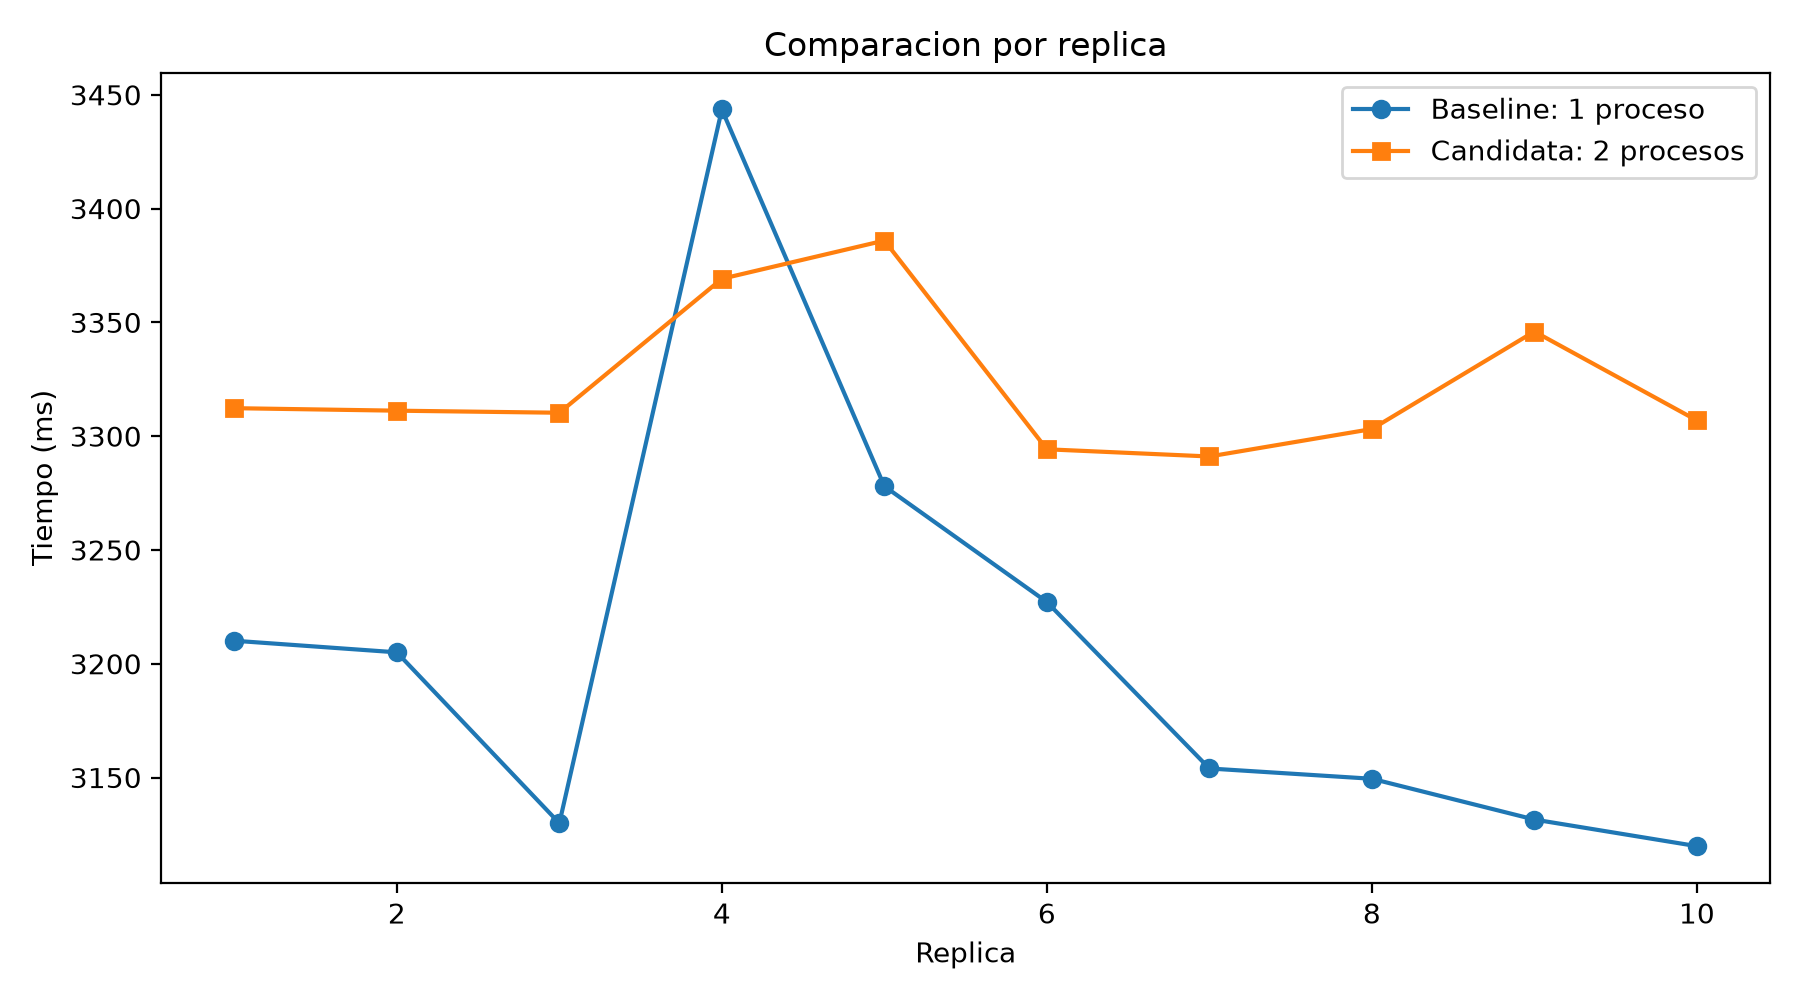 Comparacion por replica
Baseline: 1 proceso
Candidata: 2 procesos
Tiempo (ms)
3450
3400
3350
3300
3250
3200
3150
2
4
6
8
10
Replica